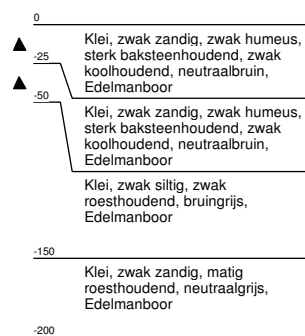 0
Klei, zwak zandig, zwak humeus,
sterk baksteenhoudend, zwak
koolhoudend, neutraalbruin,
Edelmanboor
-25
Klei, zwak zandig, zwak humeus,
sterk baksteenhoudend, zwak
koolhoudend, neutraalbruin,
Edelmanboor
-50
Klei, zwak siltig, zwak
roesthoudend, bruingrijs,
Edelmanboor
-150
Klei, zwak zandig, matig
roesthoudend, neutraalgrijs,
Edelmanboor
-200